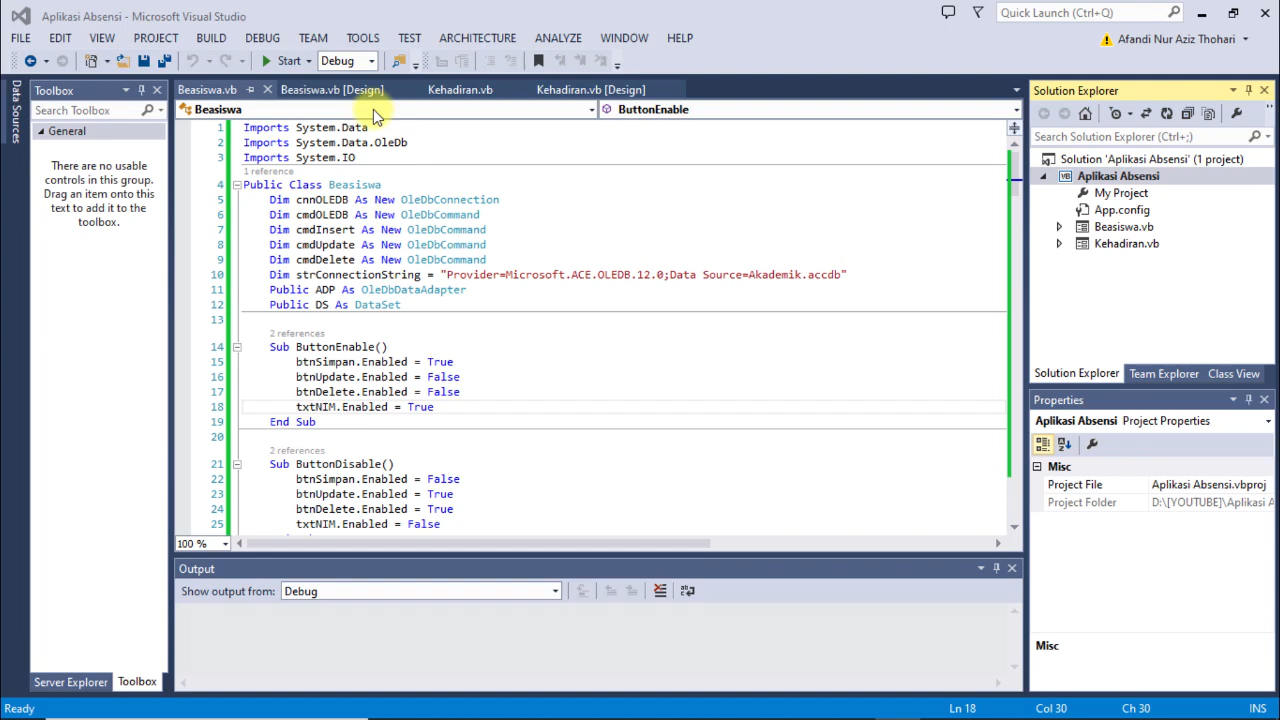 Aplikasi Absensi - Microsoft Visual Studio
Quick Launch (Ctrl+Q)
FILE EDIT VIEW PROJECT BUILD DEBUG TEAM TOOLS TEST ARCHITECTURE ANALYZE WINDOW HELP
Afandi Nur Aziz Thohari
Start Debug
Data Sources
Toolbox
Search Toolbox
General
There are no usable
controls in this group.
Drag an item onto this
text to add it to the
toolbox.
Server Explorer Toolbox
Beasiswa.vb Beasiswa.vb [Design] Kehadiran.vb Kehadiran.vb [Design]
Beasiswa ButtonEnable
1 Imports System.Data
2 Imports System.Data.OleDb
3 Imports System.IO
1 reference
4 Public Class Beasiswa
5 Dim cnnOLEDB As New OleDbConnection
6 Dim cmdOLEDB As New OleDbCommand
7 Dim cmdInsert As New OleDbCommand
8 Dim cmdUpdate As New OleDbCommand
9 Dim cmdDelete As New OleDbCommand
10 Dim strConnectionString = "Provider=Microsoft.ACE.OLEDB.12.0;Data Source=Akademik.accdb"
11 Public ADP As OleDbDataAdapter
12 Public DS As DataSet
13
2 references
14 Sub ButtonEnable()
15 btnSimpan.Enabled = True
16 btnUpdate.Enabled = False
17 btnDelete.Enabled = False
18 txtNIM.Enabled = True
19 End Sub
20
2 references
21 Sub ButtonDisable()
22 btnSimpan.Enabled = False
23 btnUpdate.Enabled = True
24 btnDelete.Enabled = True
25 txtNIM.Enabled = False
100 %
Output
Show output from: Debug
Solution Explorer
Search Solution Explorer (Ctrl+;)
Solution 'Aplikasi Absensi' (1 project)
VB Aplikasi Absensi
My Project
App.config
Beasiswa.vb
Kehadiran.vb
Solution Explorer Team Explorer Class View
Properties
Aplikasi Absensi Project Properties
Misc
Project File Aplikasi Absensi.vbproj
Project Folder D:\[YOUTUBE]\Aplikasi A
Misc
Ready Ln 18 Col 30 Ch 30 INS